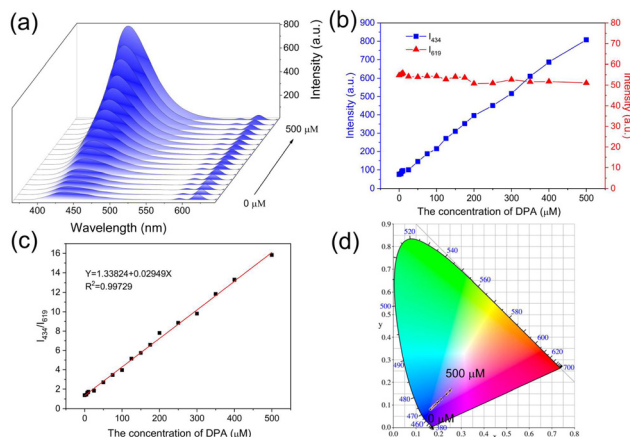 (a)
800
600
400
200
Intensity (a.u.)
500 μM
0 μM
400 450 500 550 600
Wavelength (nm)
(b)
I434
I619
900
800
700
600
500
400
300
200
100
0
Intensity (a.u.)
80
70
60
50
40
30
20
10
0
Intensity (a.u.)
0 100 200 300 400 500
The concentration of DPA (μM)
(c)
16
14
12
10
8
6
4
2
0
I434/I619
Y=1.33824+0.02949X
R²=0.99729
0 100 200 300 400 500
The concentration of DPA (μM)
(d)
0.9
0.8
0.7
0.6
0.5
0.4
0.3
0.2
0.1
0.0
y
520
540
560
580
600
620
700
500
490
480
470
460
380
500 μM
0 μM
0.0 0.1 0.2 0.3 0.4 0.5 0.6 0.7 0.8